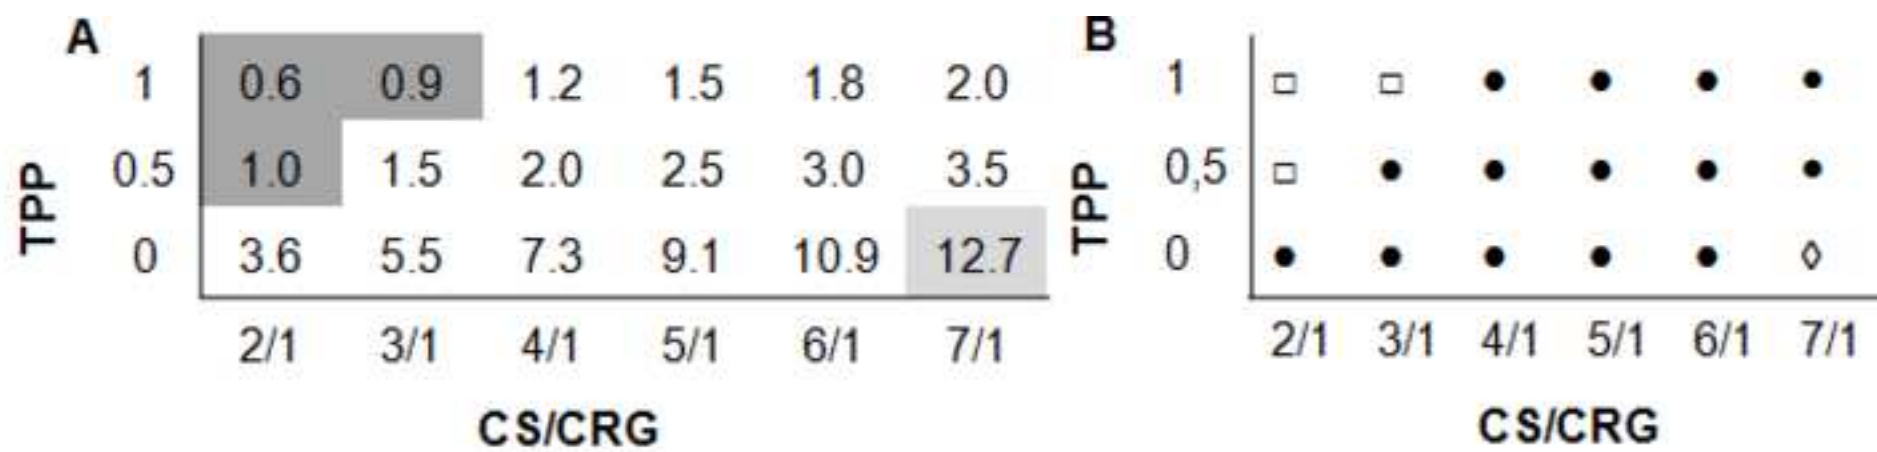 A
1 0.6 0.9 1.2 1.5 1.8 2.0
0.5 1.0 1.5 2.0 2.5 3.0 3.5
0 3.6 5.5 7.3 9.1 10.9 12.7
TPP
2/1 3/1 4/1 5/1 6/1 7/1
CS/CRG
B
1
0,5
0
TPP
2/1 3/1 4/1 5/1 6/1 7/1
CS/CRG